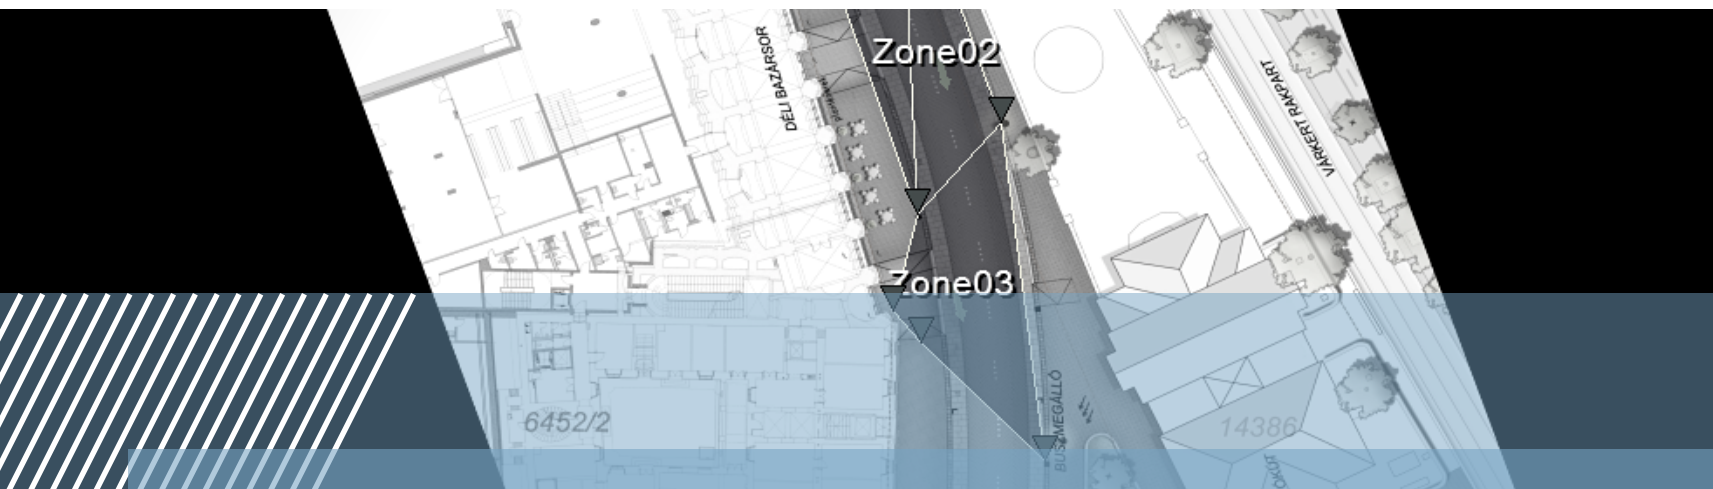 DÉLI BAZÁRSOR
Zone02
VÁRKERT RAKPART
Zone03
6452/2
BUSZMEGÁLLÓ
14386